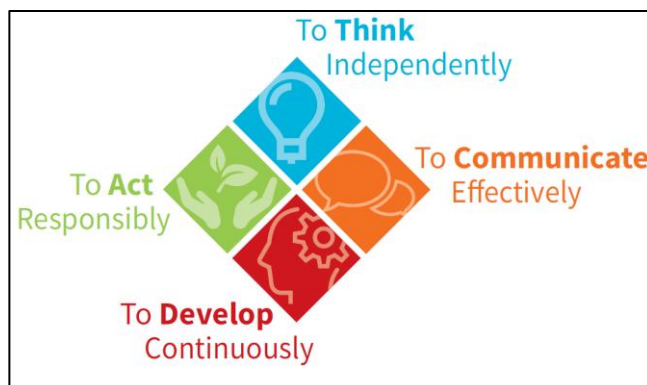 To Think
Independently
To Communicate
Effectively
To Act
Responsibly
To Develop
Continuously